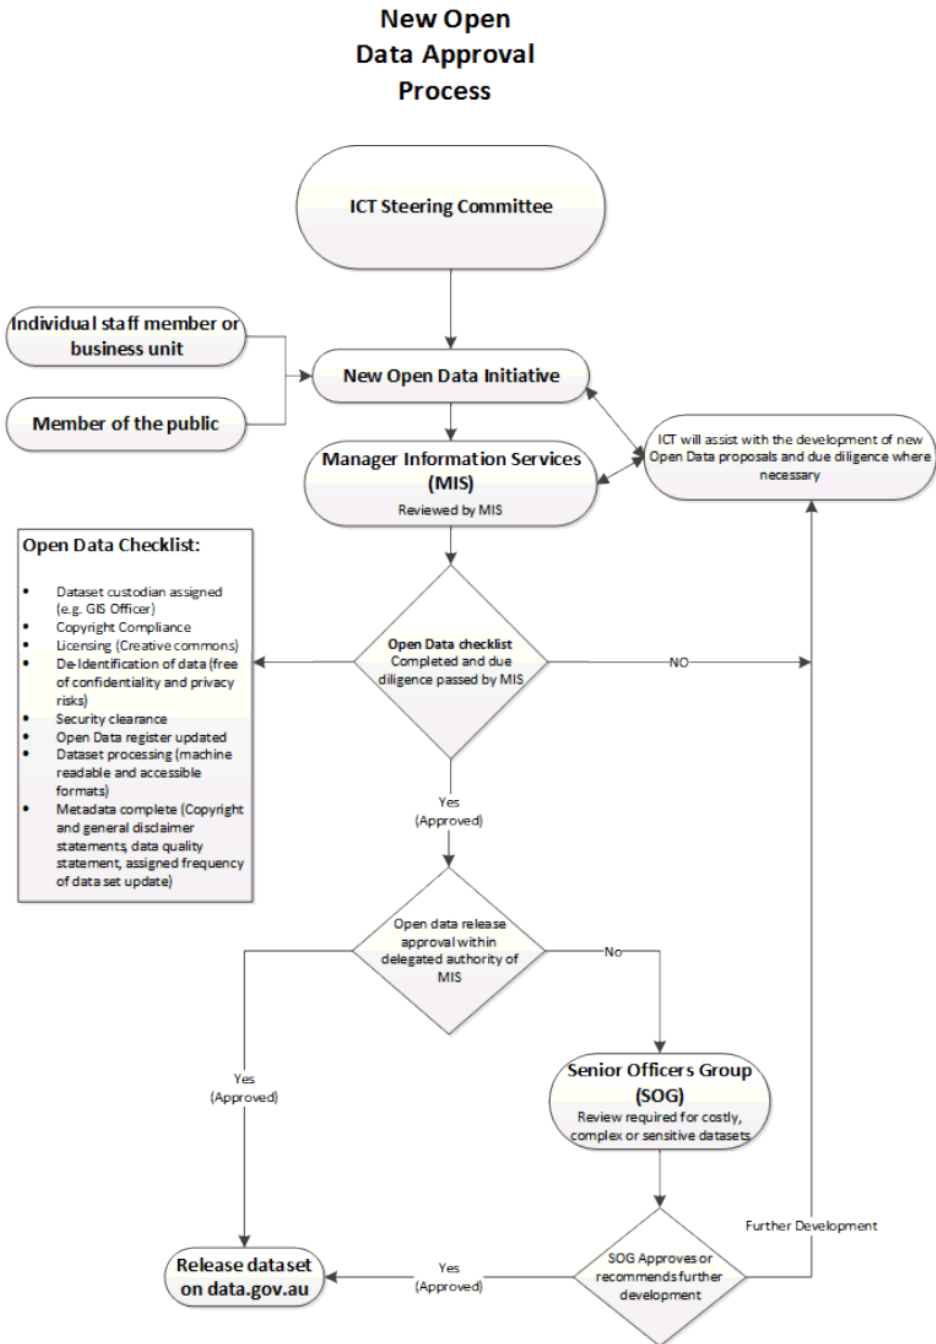 New Open
Data Approval
Process
ICT Steering Committee
Individual staff member or
business unit
New Open Data Initiative
Member of the public
ICT will assist with the development of new
Open Data proposals and due diligence where
necessary
Manager Information Services
(MIS)
Reviewed by MIS
Open Data Checklist:
• Dataset custodian assigned
(e.g. GIS Officer)
• Copyright Compliance
• Licensing (Creative commons)
• De-Identification of data (free
of confidentiality and privacy
risks)
• Security clearance
• Open Data register updated
• Dataset processing (machine
readable and accessible
formats)
• Metadata complete (Copyright
and general disclaimer
statements, data quality
statement, assigned frequency
of data set update)
Open Data checklist
Completed and due
diligence passed by MIS
NO
Yes
(Approved)
Open data release
approval within
delegated authority of
MIS
No
Yes
(Approved)
Senior Officers Group
(SOG)
Review required for costly,
complex or sensitive datasets
Further Development
SOG Approves or
recommends further
development
Yes
(Approved)
Release dataset
on data.gov.au